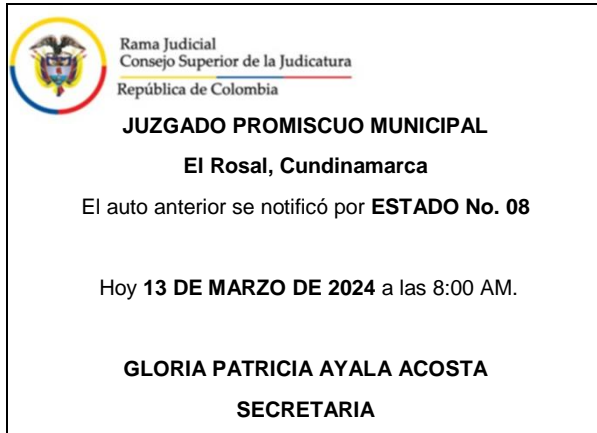 Rama Judicial
Consejo Superior de la Judicatura
República de Colombia
JUZGADO PROMISCUO MUNICIPAL
El Rosal, Cundinamarca
El auto anterior se notificó por ESTADO No. 08
Hoy 13 DE MARZO DE 2024 a las 8:00 AM.
GLORIA PATRICIA AYALA ACOSTA
SECRETARIA